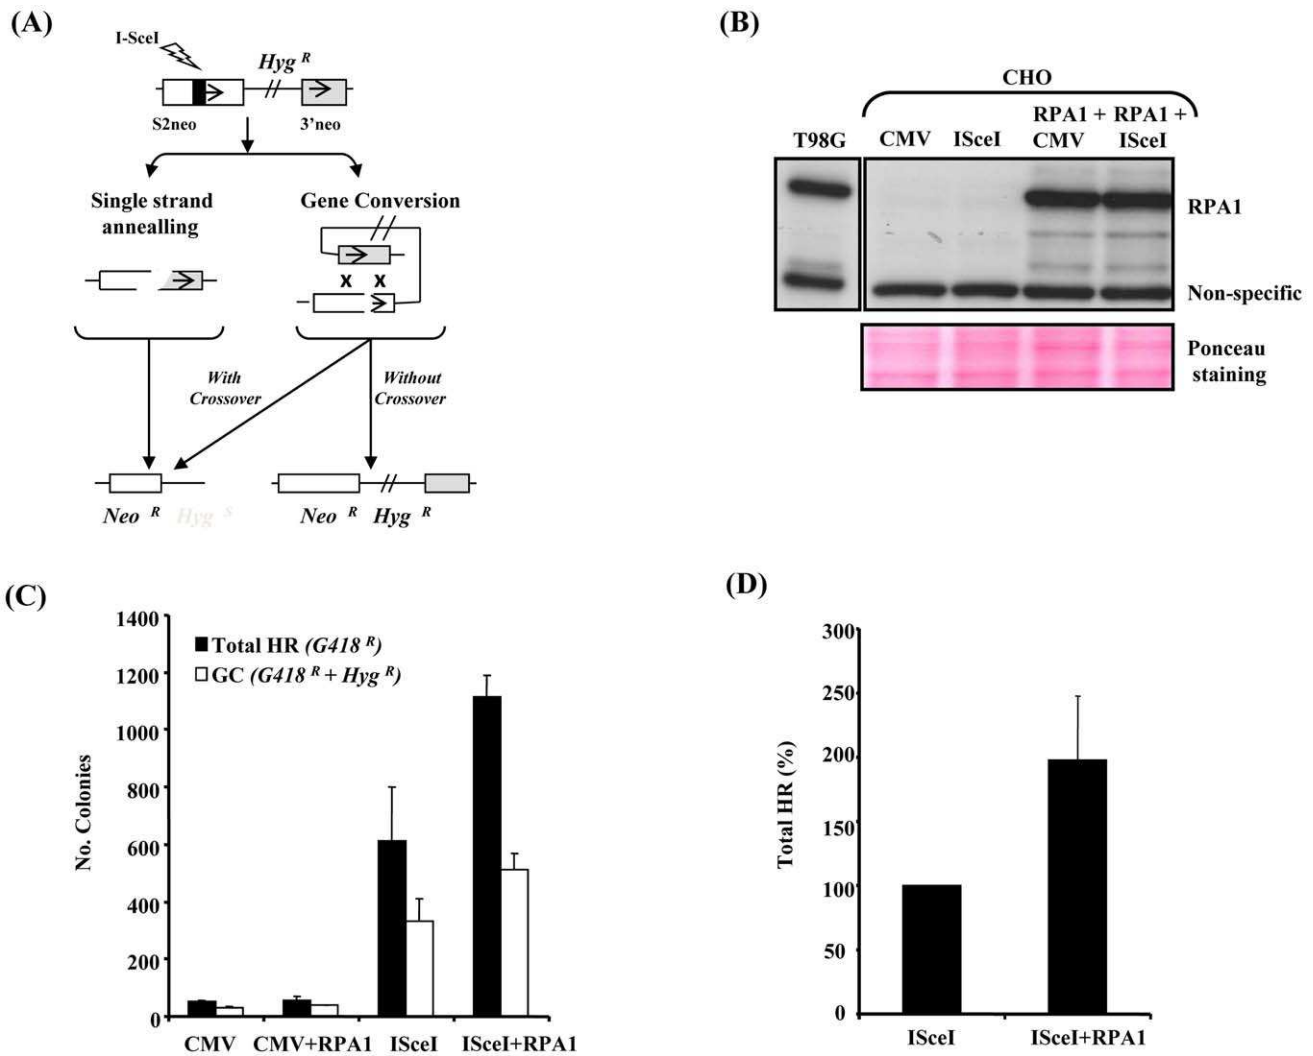 (A)
I-SceI
Hyg R
S2neo
3'neo
Single strand
annealling
Gene Conversion
X X
With
Crossover
Without
Crossover
Neo R Hyg S
Neo R Hyg R
(B)
CHO
T98G
CMV
ISceI
RPA1 +
CMV
RPA1 +
ISceI
RPA1
Non-specific
Ponceau
staining
(C)
No. Colonies
1400
1200
1000
800
600
400
200
0
Total HR (G418 R)
GC (G418 R + Hyg R)
CMV
CMV+RPA1
ISceI
ISceI+RPA1
(D)
Total HR (%)
300
250
200
150
100
50
0
ISceI
ISceI+RPA1